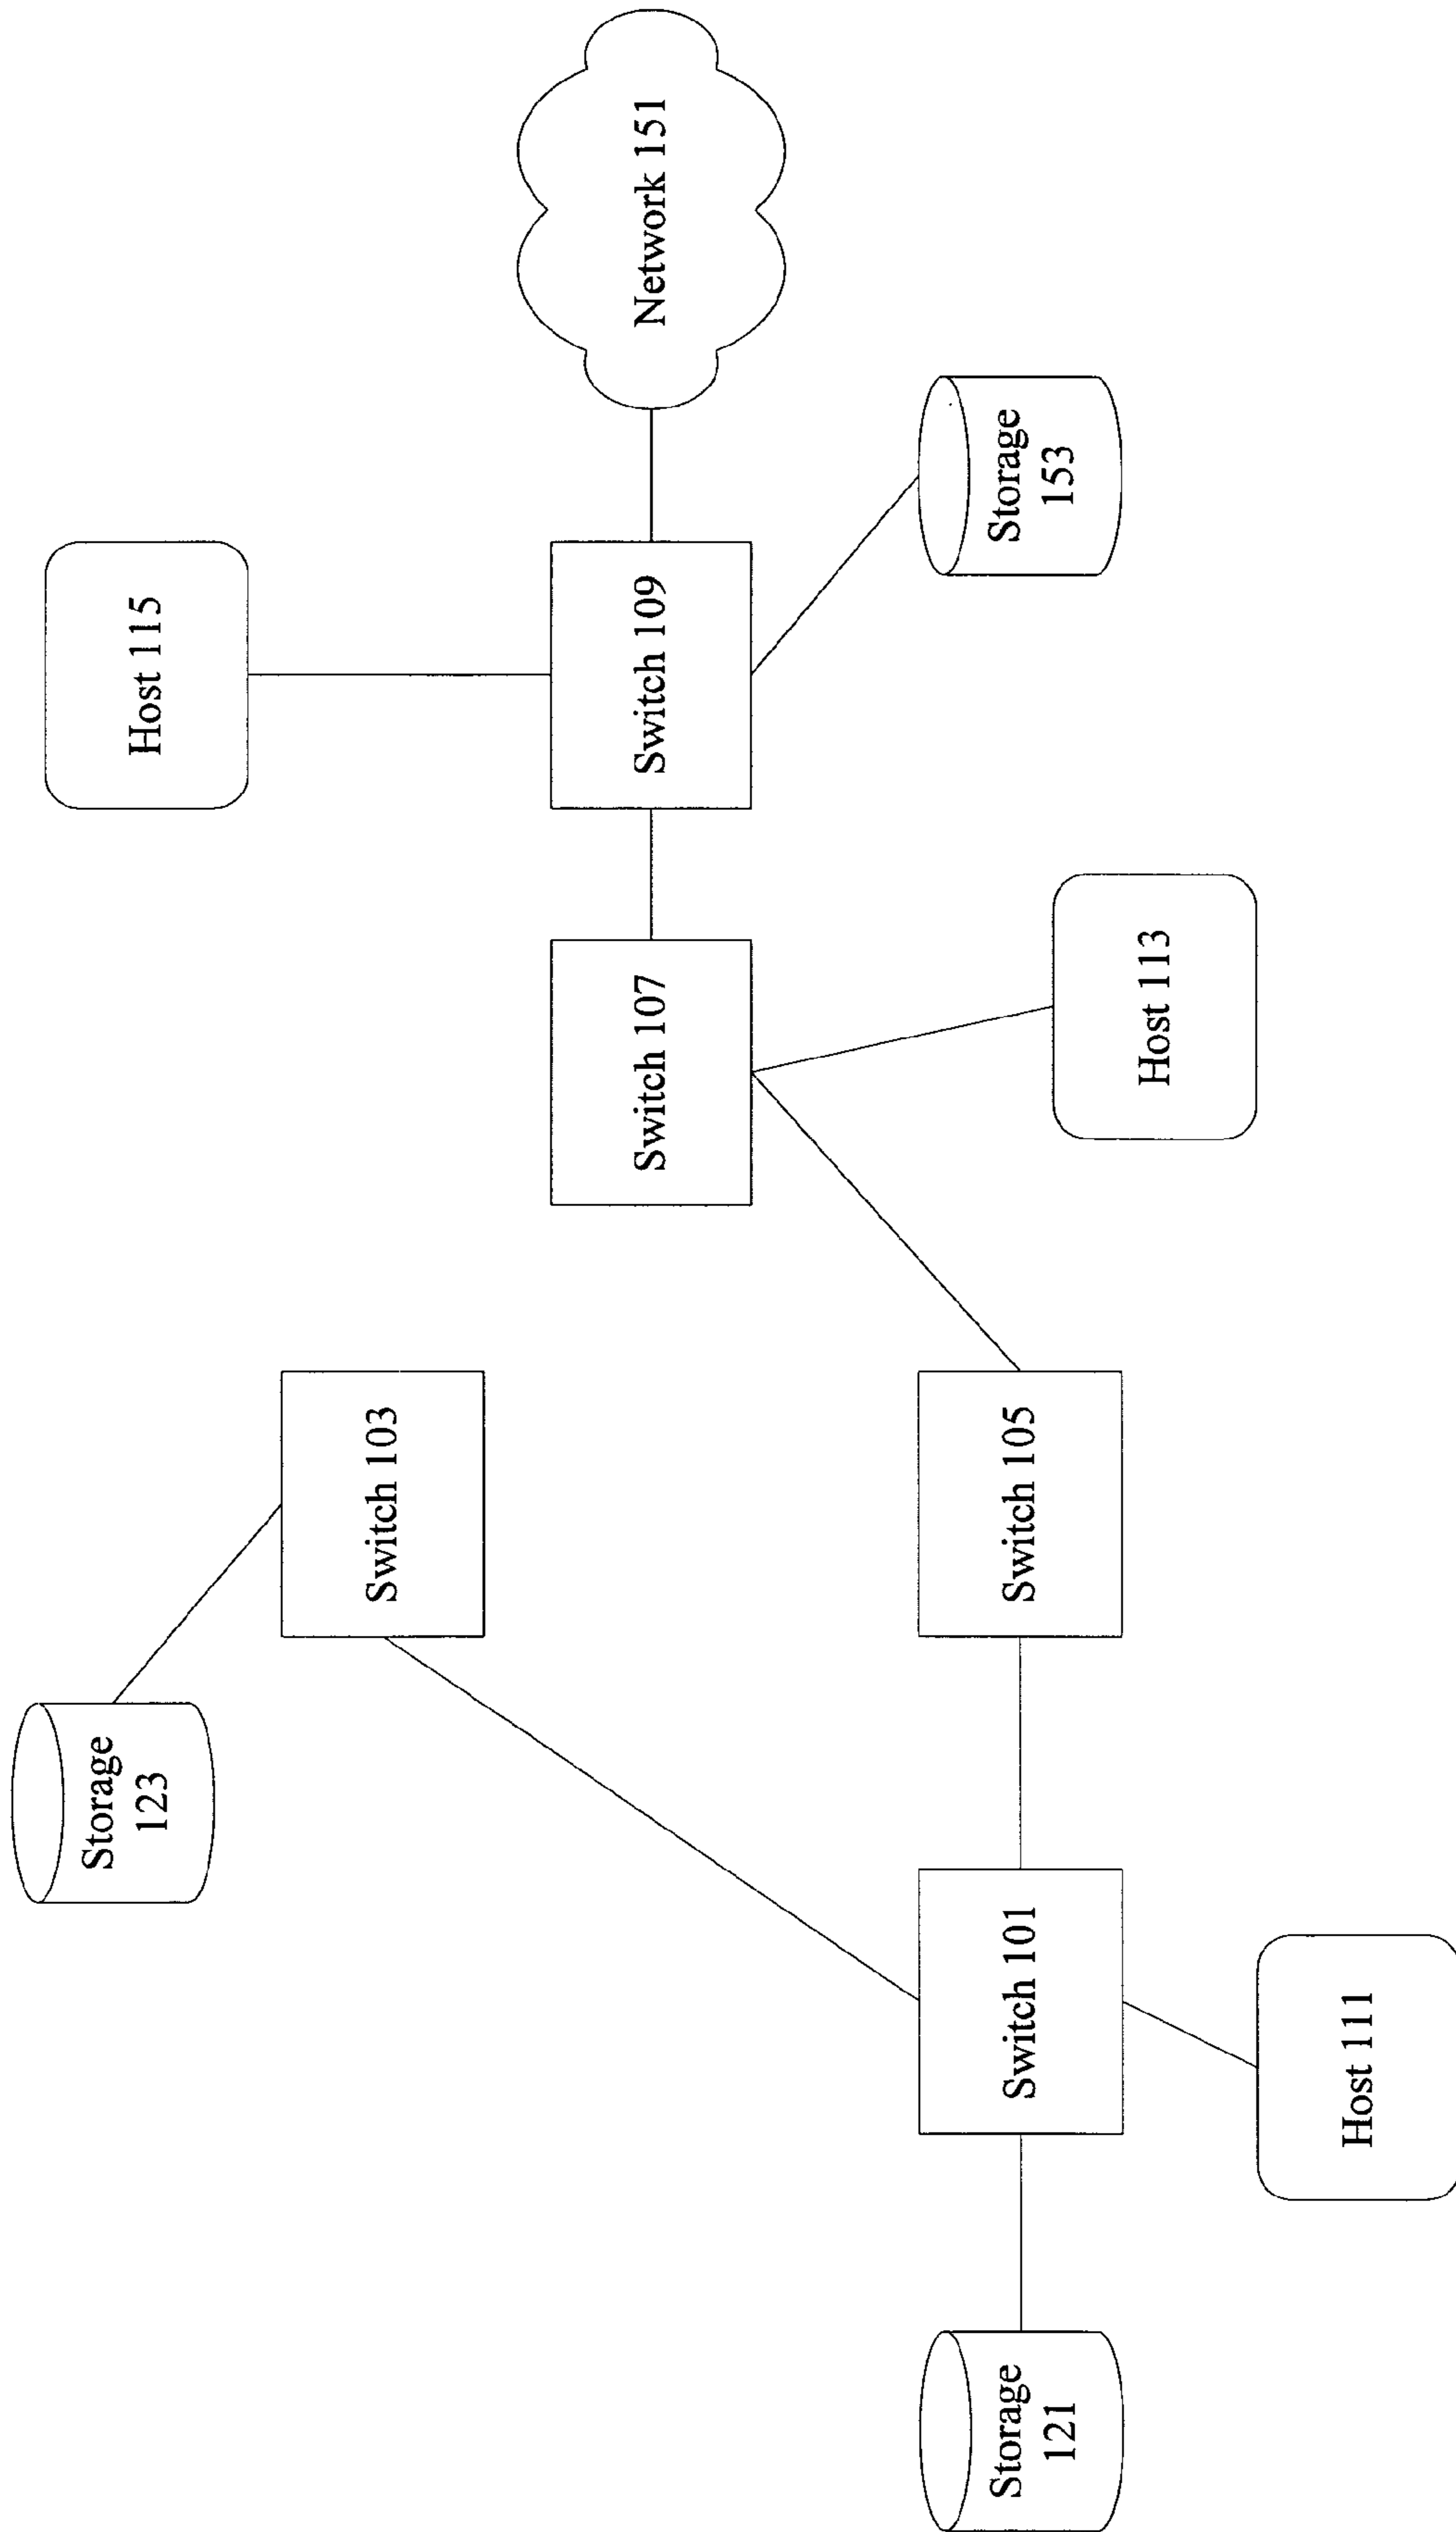 Storage
123
Host 115
Switch 103
Switch 107
Switch 109
Network 151
Storage
121
Switch 101
Switch 105
Storage
153
Host 113
Host 111